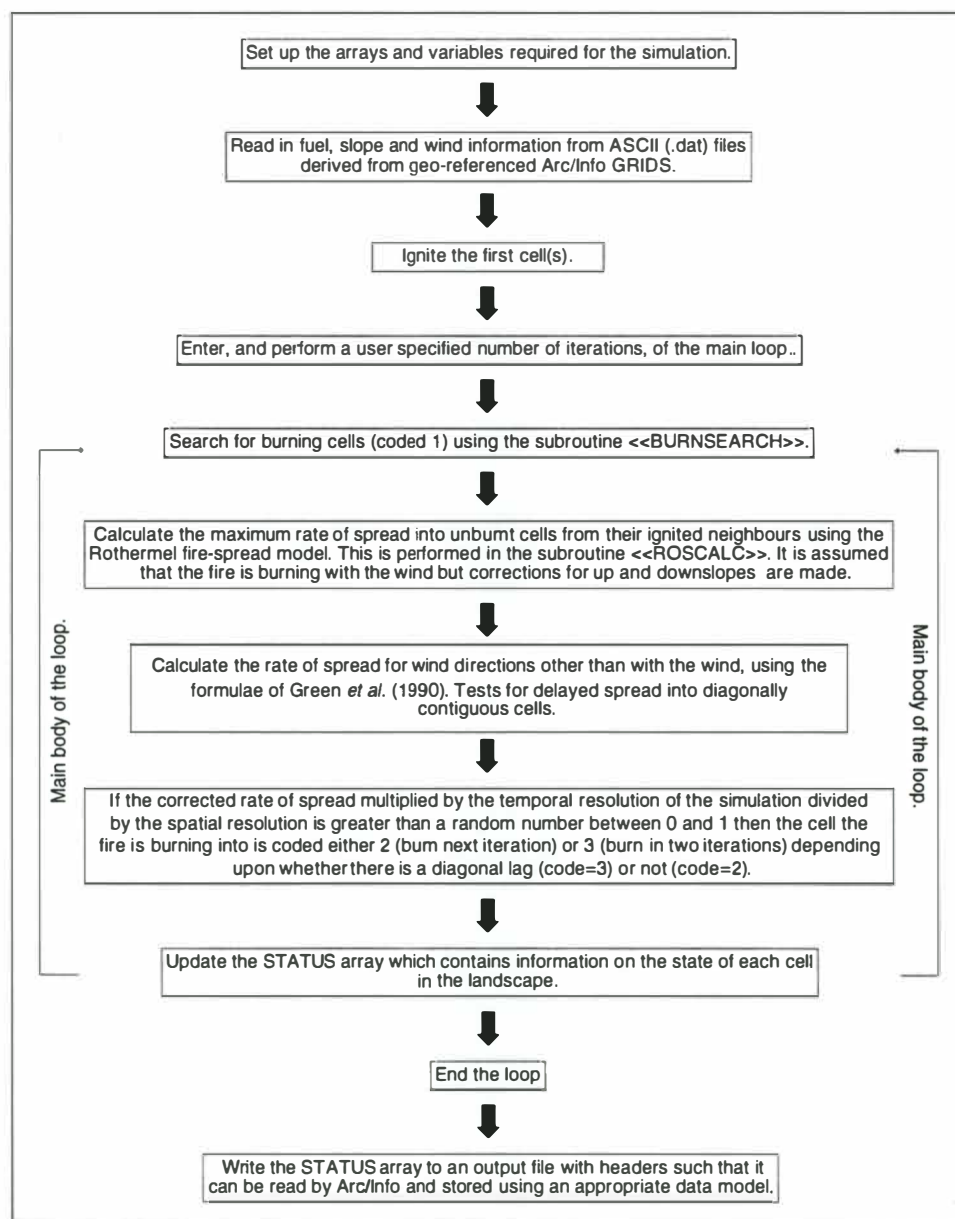 Set up the arrays and variables required for the simulation.
Read in fuel, slope and wind information from ASCII (.dat) files
derived from geo-referenced Arc/Info GRIDS.
Ignite the first cell(s).
Enter, and perform a user specified number of iterations, of the main loop..
Search for burning cells (coded 1) using the subroutine <<BURNSEARCH>>.
Calculate the maximum rate of spread into unburnt cells from their ignited neighbours using the
Rothermel fire-spread model. This is performed in the subroutine <<ROSCALC>>. It is assumed
that the fire is burning with the wind but corrections for up and downslopes are made.
Main body of the loop.
Main body of the loop.
Calculate the rate of spread for wind directions other than with the wind, using the
formulae of Green et al. (1990). Tests for delayed spread into diagonally
contiguous cells.
If the corrected rate of spread multiplied by the temporal resolution of the simulation divided
by the spatial resolution is greater than a random number between 0 and 1 then the cell the
fire is burning into is coded either 2 (burn next iteration) or 3 (burn in two iterations) depending
upon whether there is a diagonal lag (code=3) or not (code=2).
Update the STATUS array which contains information on the state of each cell
in the landscape.
End the loop
Write the STATUS array to an output file with headers such that it
can be read by Arc/Info and stored using an appropriate data model.